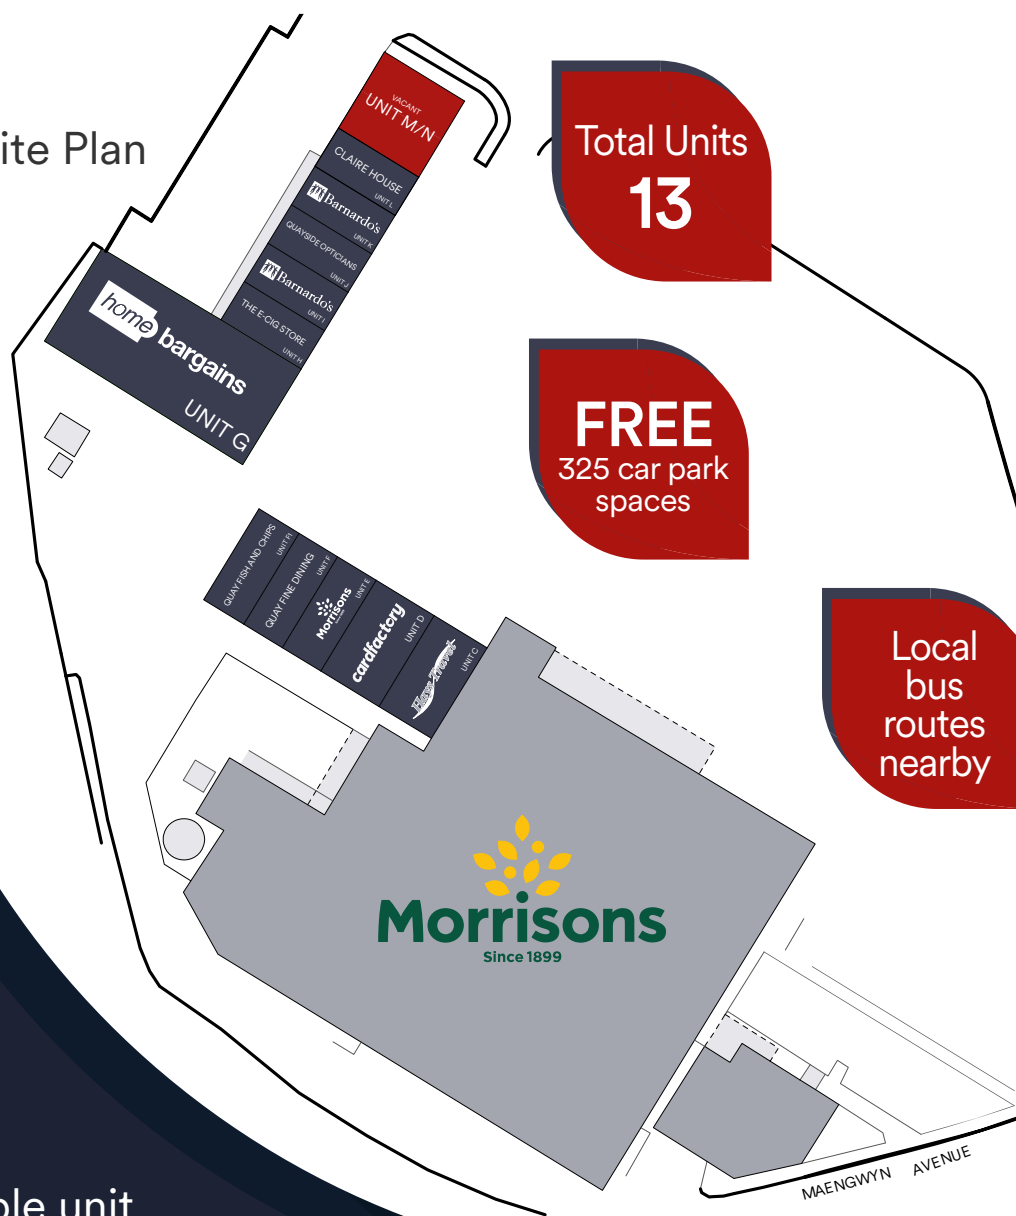 ite Plan
VACANT
UNIT M/N
CLAIRE HOUSE
UNIT L
Barnardo's
UNIT K
QUAYSIDE OPTICIANS
UNIT J
Barnardo's
UNIT I
THE E-CIG STORE
UNIT H
home bargains
UNIT G
Total Units
13
FREE
325 car park
spaces
Local
bus
routes
nearby
QUAY FISH AND CHIPS
UNIT F1
QUAY FINE DINING
UNIT F
Morrisons
UNIT E
cardfactory
UNIT D
Hays Travel
UNIT C
Morrisons
Since 1899
MAENGWYN AVENUE
ble unit